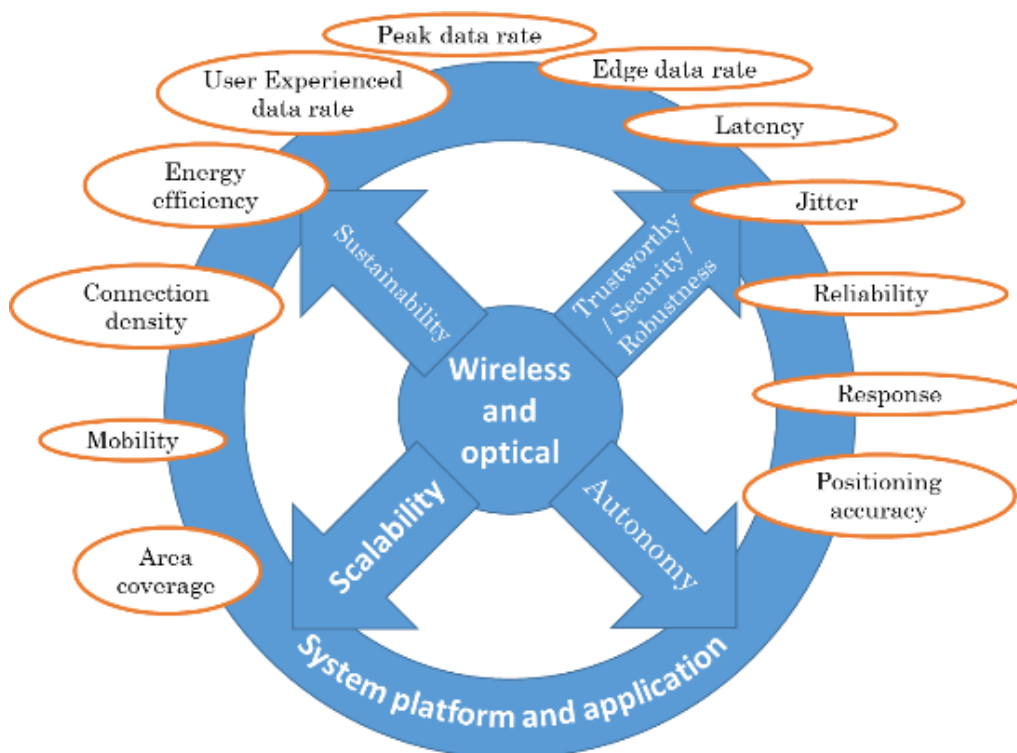 Peak data rate
User Experienced
data rate
Edge data rate
Latency
Energy
efficiency
Jitter
Sustainability
Trustworthy
/ Security /
Robustness
Connection
density
Reliability
Wireless
and
optical
Response
Mobility
Positioning
accuracy
Scalability
Autonomy
Area
coverage
System platform and application